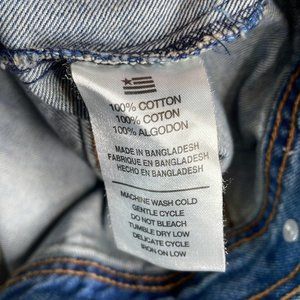 100% COTTON
100% COTON
100% ALGODON
MADE IN BANGLADESH
FABRIQUE EN BANGLADESH
HECHO EN BANGLADESH
MACHINE WASH COLD
GENTLE CYCLE
DO NOT BLEACH
TUMBLE DRY LOW
DELICATE CYCLE
IRON ON LOW